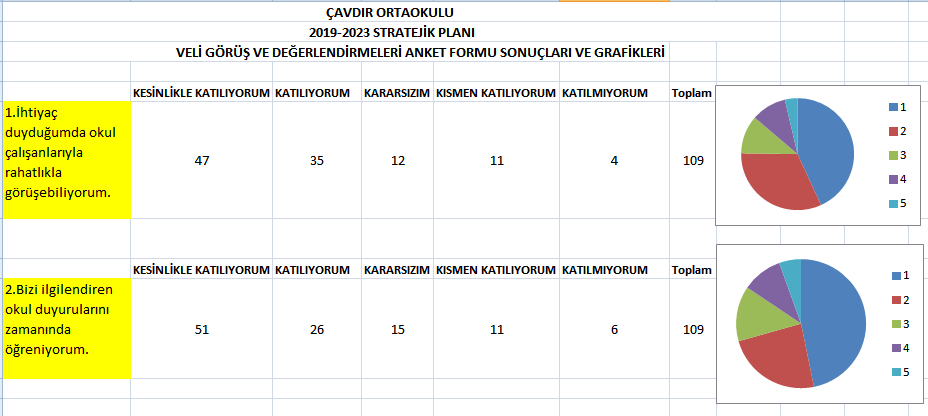 ÇAVDIR ORTAOKULU
2019-2023 STRATEJİK PLANI
VELİ GÖRÜŞ VE DEĞERLENDİRMELERİ ANKET FORMU SONUÇLARI VE GRAFİKLERİ
KESİNLİKLE KATILIYORUM KATILIYORUM KARARSIZIM KISMEN KATILIYORUM KATILMIYORUM Toplam
1.İhtiyaç
duyduğumda okul
çalışanlarıyla
rahatlıkla
görüşebiliyorum.
47 35 12 11 4 109
1
2
3
4
5
KESİNLİKLE KATILIYORUM KATILIYORUM KARARSIZIM KISMEN KATILIYORUM KATILMIYORUM Toplam
2.Bizi ilgilendiren
okul duyurularını
zamanında
öğreniyorum.
51 26 15 11 6 109
1
2
3
4
5